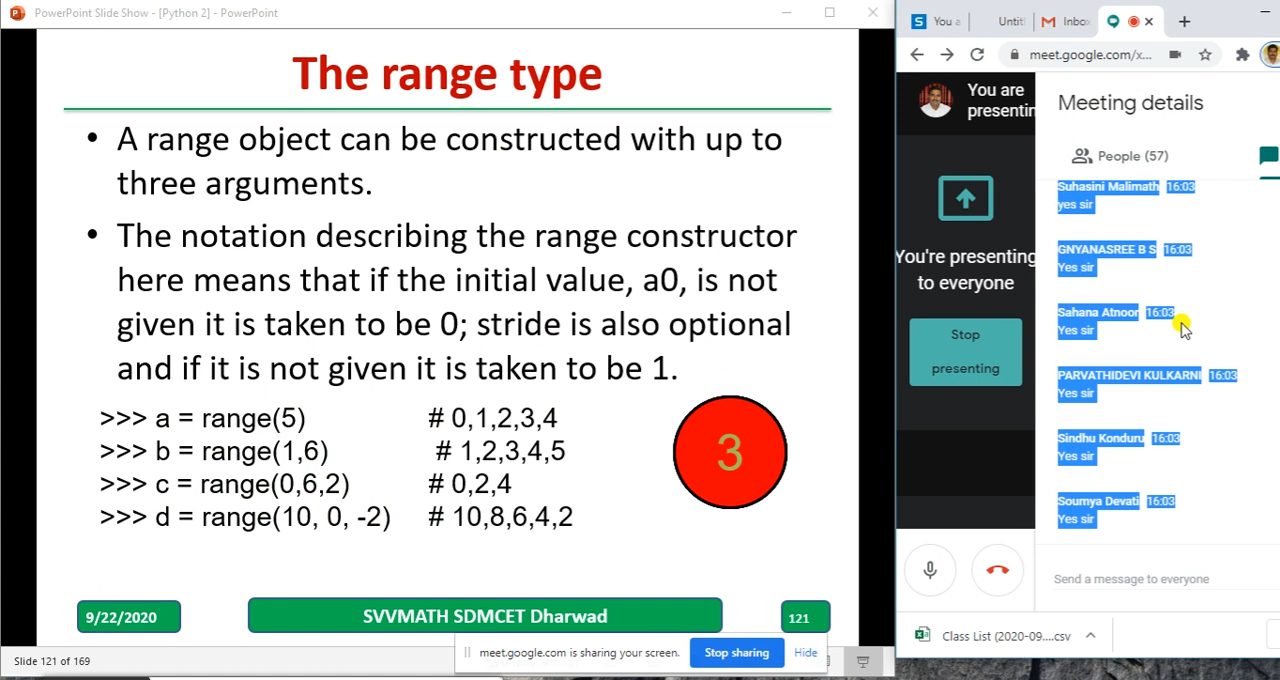 PowerPoint Slide Show - [Python 2] - PowerPoint
The range type
• A range object can be constructed with up to
three arguments.
• The notation describing the range constructor
here means that if the initial value, a0, is not
given it is taken to be 0; stride is also optional
and if it is not given it is taken to be 1.
>>> a = range(5) # 0,1,2,3,4
>>> b = range(1,6) # 1,2,3,4,5
>>> c = range(0,6,2) # 0,2,4
>>> d = range(10, 0, -2) # 10,8,6,4,2
3
9/22/2020
SVVMATH SDMCET Dharwad
121
Slide 121 of 169
meet.google.com is sharing your screen.
Stop sharing
Hide
You a
Untitl
Inbo
meet.google.com/x...
You are
presentin
Meeting details
People (57)
You're presenting
to everyone
Stop
presenting
Suhasini Malimath 16:03
yes sir
GNYANASREE B S 16:03
Yes sir
Sahana Atnoor 16:03
Yes sir
PARVATHIDEVI KULKARNI 16:03
Yes sir
Sindhu Konduru 16:03
Yes sir
Soumya Devati 16:03
Yes sir
Send a message to everyone
Class List (2020-09....csv